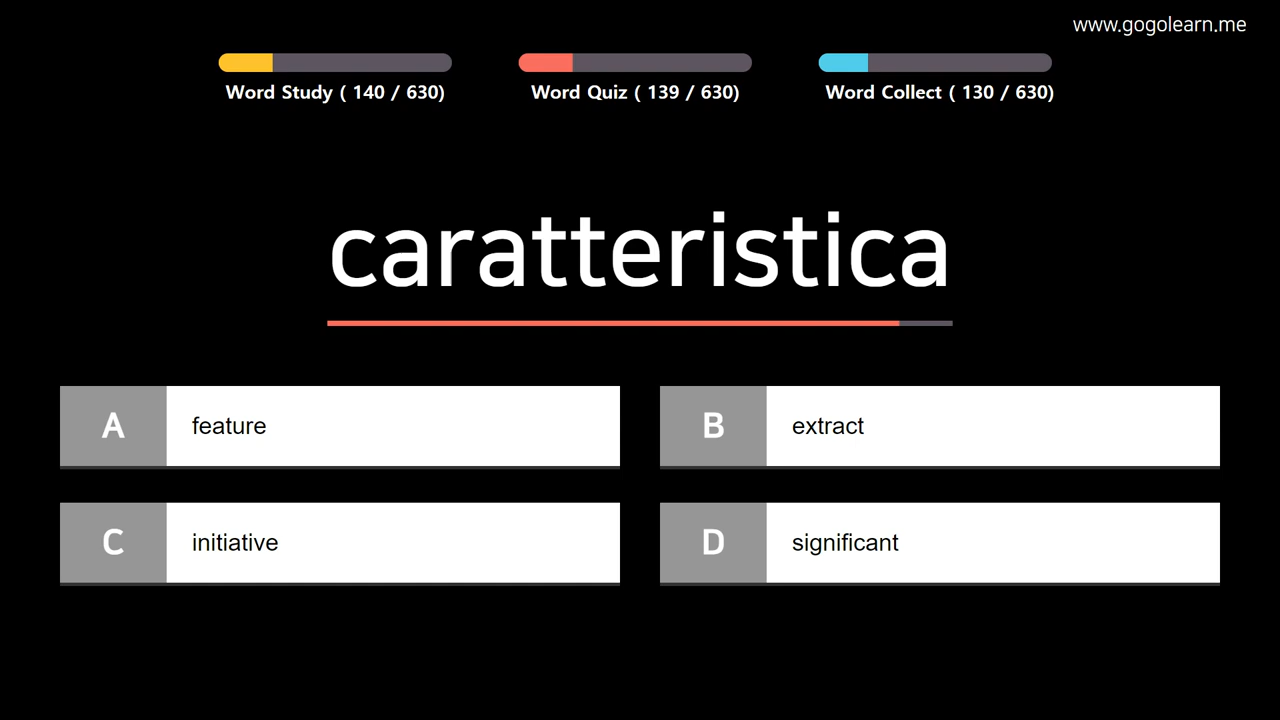 www.gogolearn.me
Word Study ( 140 / 630)
Word Quiz ( 139 / 630)
Word Collect ( 130 / 630)
caratteristica
A feature
B extract
C initiative
D significant